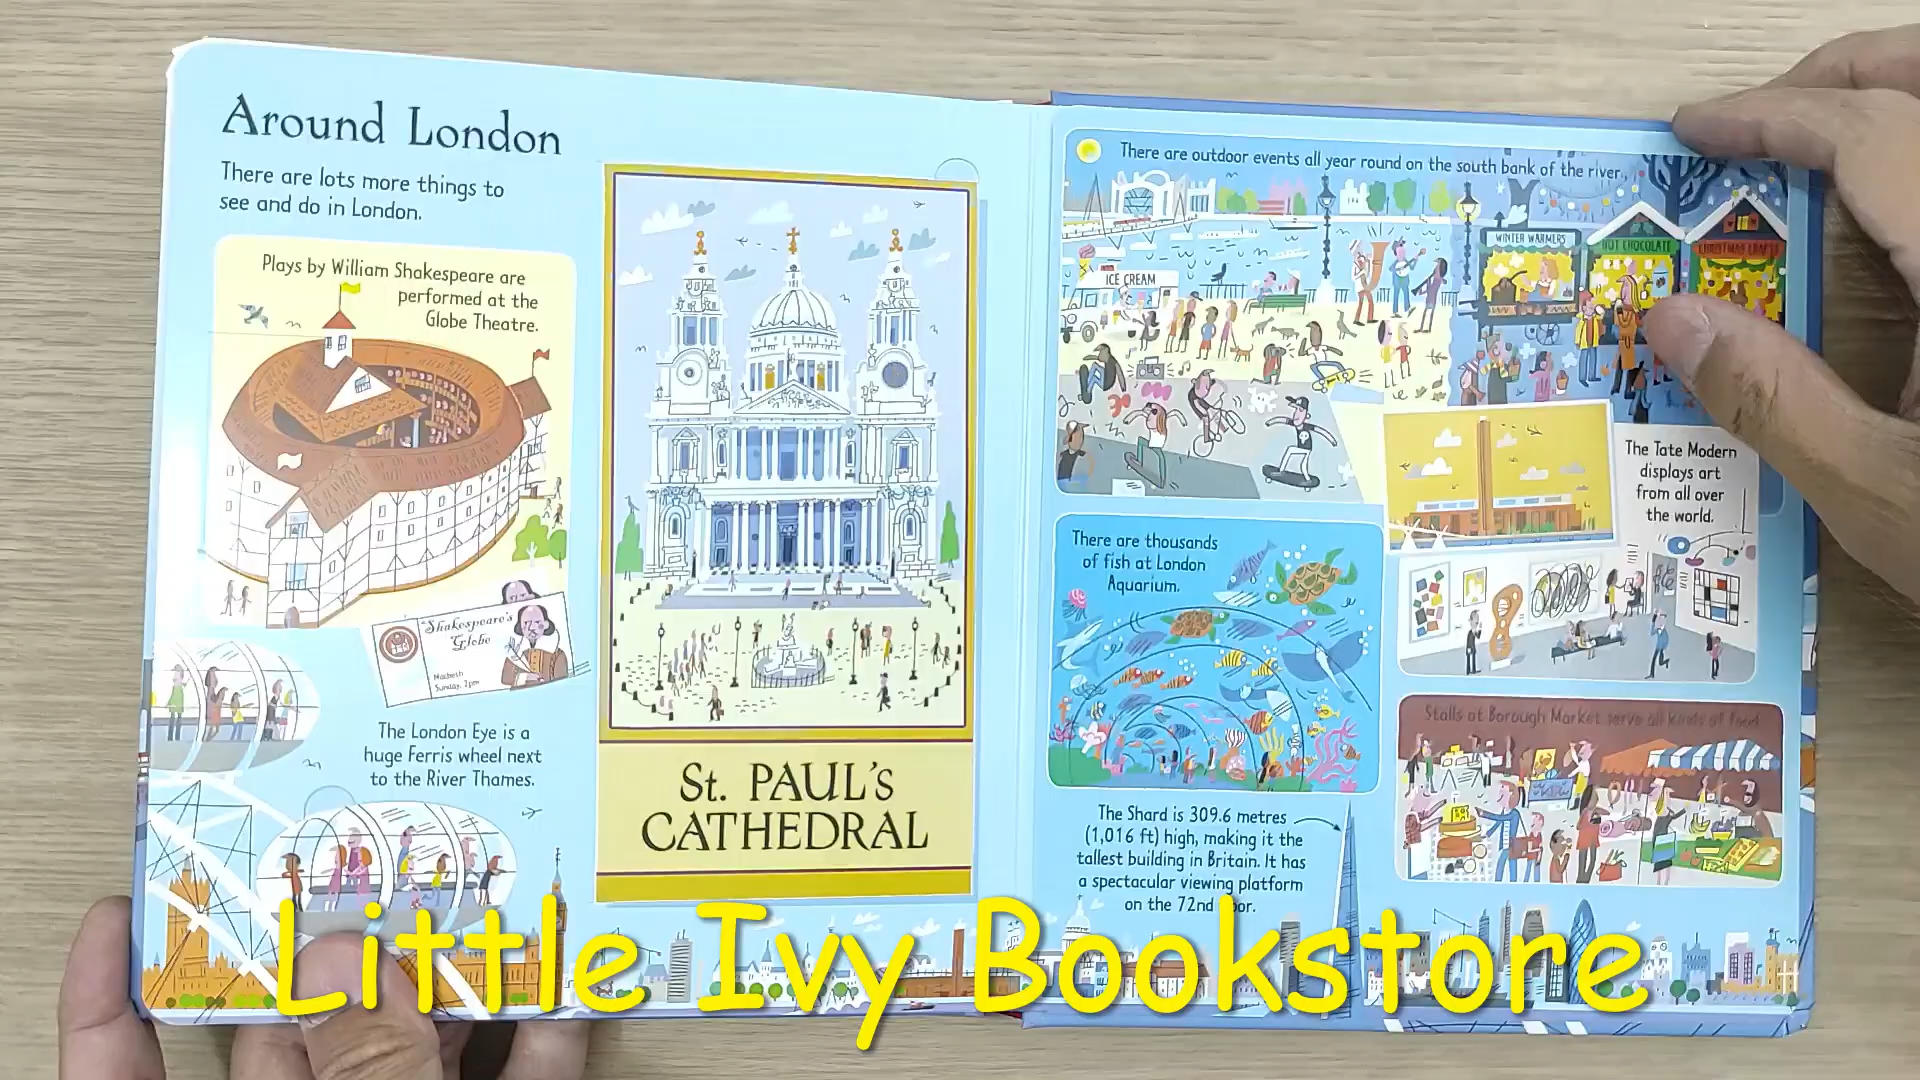 Around London
There are lots more things to
see and do in London.
Plays by William Shakespeare are
performed at the
Globe Theatre.
Shakespeare's
Globe
Macbeth
Sunday, 2pm
The London Eye is a
huge Ferris wheel next
to the River Thames.
St. PAUL'S
CATHEDRAL
There are outdoor events all year round on the south bank of the river.
ICE CREAM
WINTER WARMERS
HOT CHOCOLATE
CHRISTMAS CRAFTS
The Tate Modern
displays art
from all over
the world.
There are thousands
of fish at London
Aquarium.
Stalls at Borough Market serve all kinds of food.
The Shard is 309.6 metres
(1,016 ft) high, making it the
tallest building in Britain. It has
a spectacular viewing platform
on the 72nd floor.
Little Ivy Bookstore